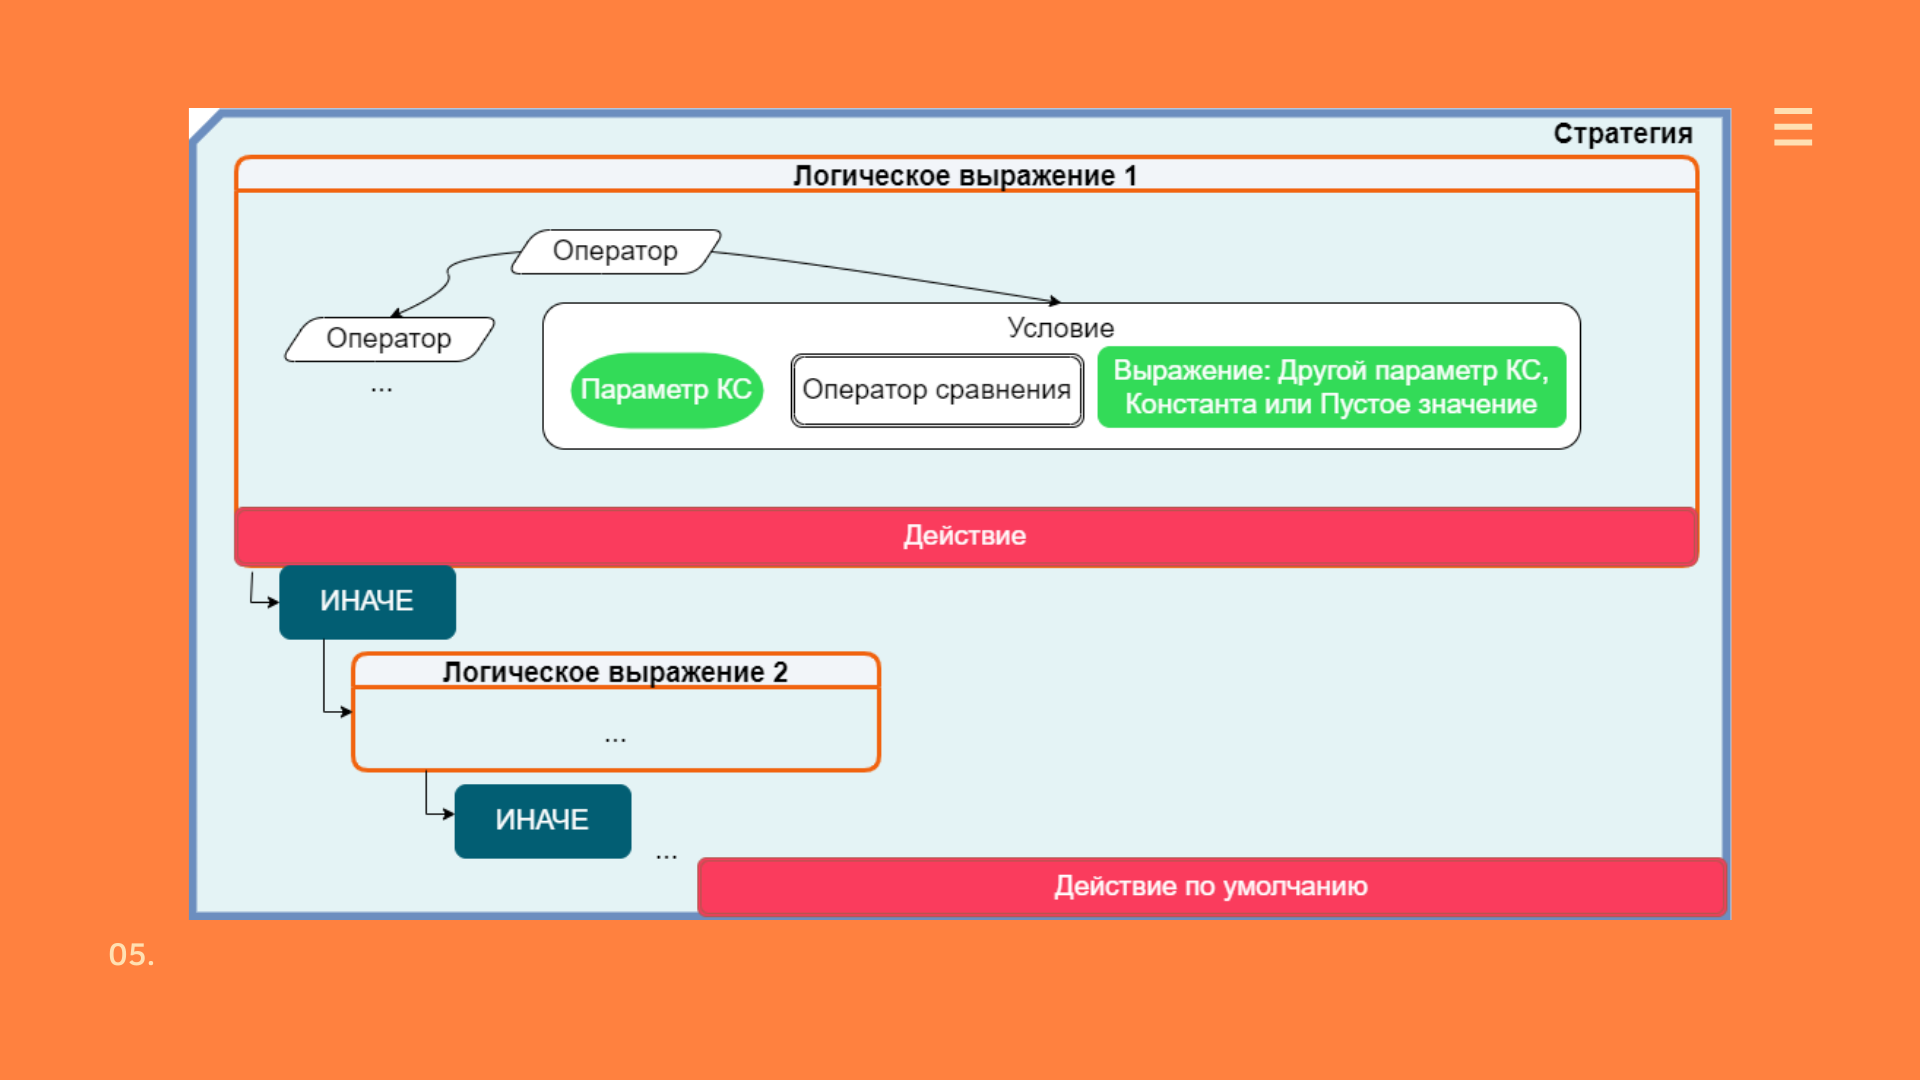 Стратегия
Логическое выражение 1
Оператор
Оператор
...
Условие
Параметр КС
Оператор сравнения
Выражение: Другой параметр КС,
Константа или Пустое значение
Действие
ИНАЧЕ
Логическое выражение 2
...
ИНАЧЕ
...
Действие по умолчанию
05.